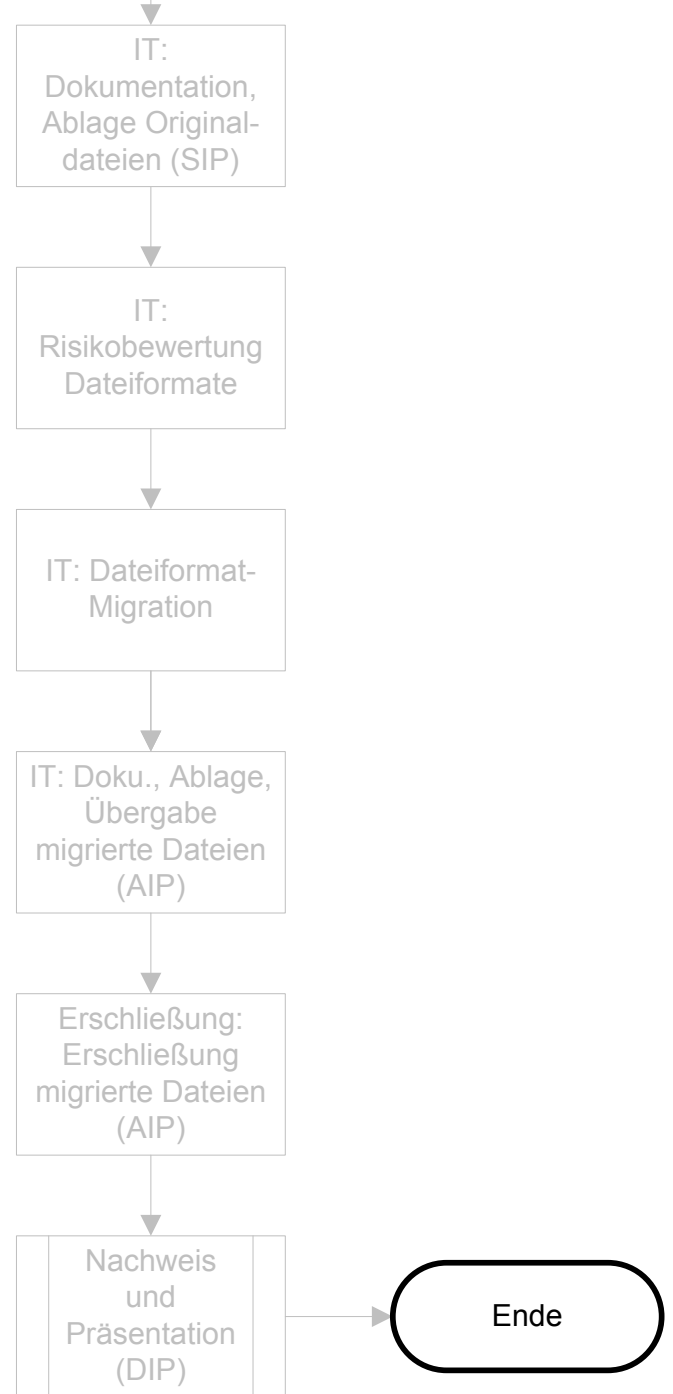 IT:
Dokumentation,
Ablage Original-
dateien (SIP)
IT:
Risikobewertung
Dateiformate
IT: Dateiformat-
Migration
IT: Doku., Ablage,
Übergabe
migrierte Dateien
(AIP)
Erschließung:
Erschließung
migrierte Dateien
(AIP)
Nachweis
und
Präsentation
(DIP)
Ende